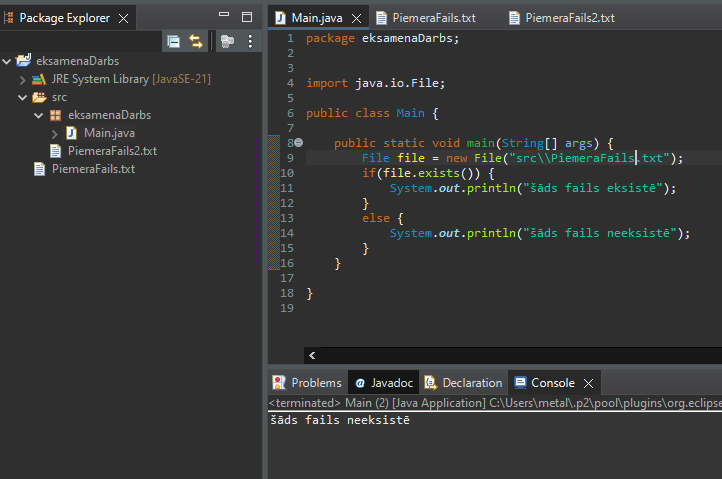 Package Explorer
eksamenaDarbs
JRE System Library [JavaSE-21]
src
eksamenaDarbs
Main.java
PiemeraFails2.txt
PiemeraFails.txt
Main.java PiemeraFails.txt PiemeraFails2.txt
1 package eksamenaDarbs;
2
3
4 import java.io.File;
5
6 public class Main {
7
8 public static void main(String[] args) {
9 File file = new File("src\\PiemeraFails.txt");
10 if(file.exists()) {
11 System.out.println("šāds fails eksistē");
12 }
13 else {
14 System.out.println("šāds fails neeksistē");
15 }
16 }
17
18 }
19
Problems Javadoc Declaration Console
<terminated> Main (2) [Java Application] C:\Users\metal\.p2\pool\plugins\org.eclipse
šāds fails neeksistē